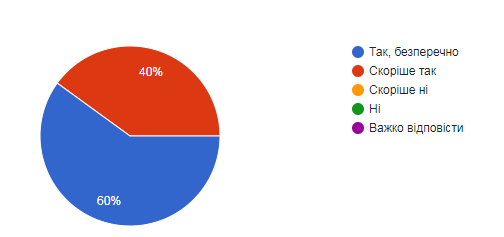 40%
60%
Так, безперечно
Скоріше так
Скоріше ні
Ні
Важко відповісти